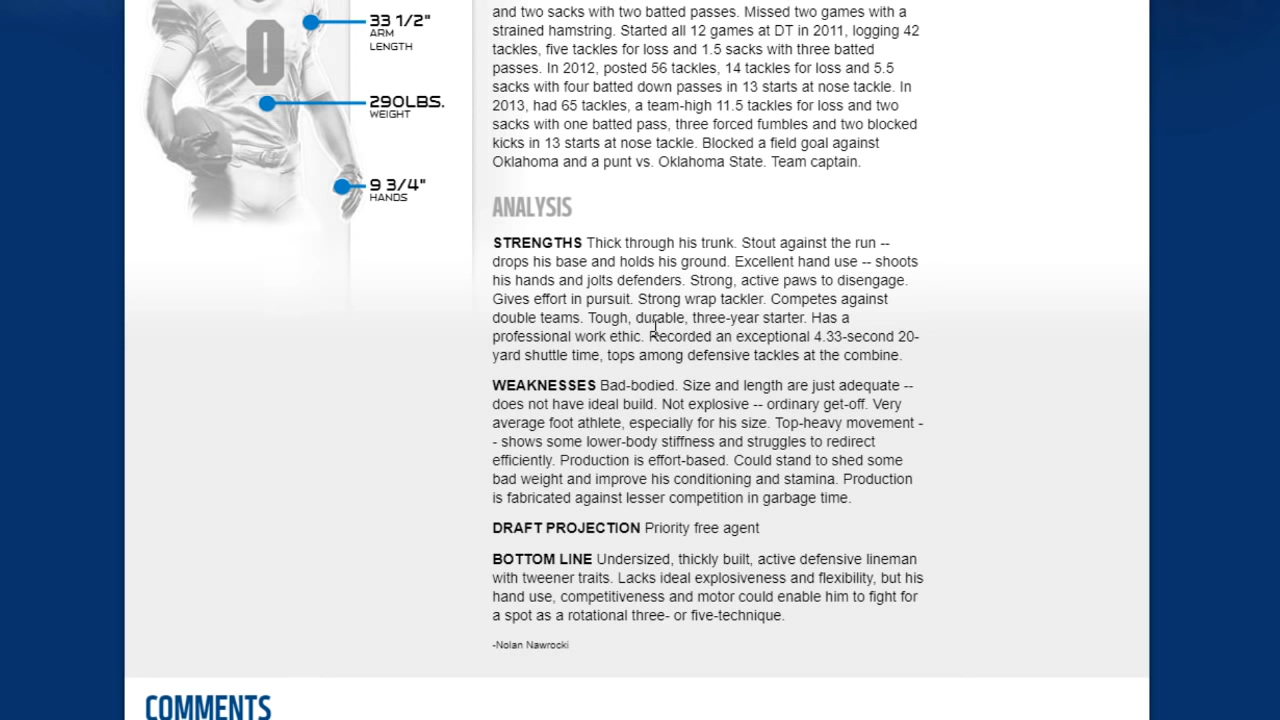 33 1/2"
ARM
LENGTH
0
290LBS.
WEIGHT
9 3/4"
HANDS
and two sacks with two batted passes. Missed two games with a
strained hamstring. Started all 12 games at DT in 2011, logging 42
tackles, five tackles for loss and 1.5 sacks with three batted
passes. In 2012, posted 56 tackles, 14 tackles for loss and 5.5
sacks with four batted down passes in 13 starts at nose tackle. In
2013, had 65 tackles, a team-high 11.5 tackles for loss and two
sacks with one batted pass, three forced fumbles and two blocked
kicks in 13 starts at nose tackle. Blocked a field goal against
Oklahoma and a punt vs. Oklahoma State. Team captain.
ANALYSIS
STRENGTHS Thick through his trunk. Stout against the run --
drops his base and holds his ground. Excellent hand use -- shoots
his hands and jolts defenders. Strong, active paws to disengage.
Gives effort in pursuit. Strong wrap tackler. Competes against
double teams. Tough, durable, three-year starter. Has a
professional work ethic. Recorded an exceptional 4.33-second 20-
yard shuttle time, tops among defensive tackles at the combine.
WEAKNESSES Bad-bodied. Size and length are just adequate --
does not have ideal build. Not explosive -- ordinary get-off. Very
average foot athlete, especially for his size. Top-heavy movement -
- shows some lower-body stiffness and struggles to redirect
efficiently. Production is effort-based. Could stand to shed some
bad weight and improve his conditioning and stamina. Production
is fabricated against lesser competition in garbage time.
DRAFT PROJECTION Priority free agent
BOTTOM LINE Undersized, thickly built, active defensive lineman
with tweener traits. Lacks ideal explosiveness and flexibility, but his
hand use, competitiveness and motor could enable him to fight for
a spot as a rotational three- or five-technique.
-Nolan Nawrocki
COMMENTS